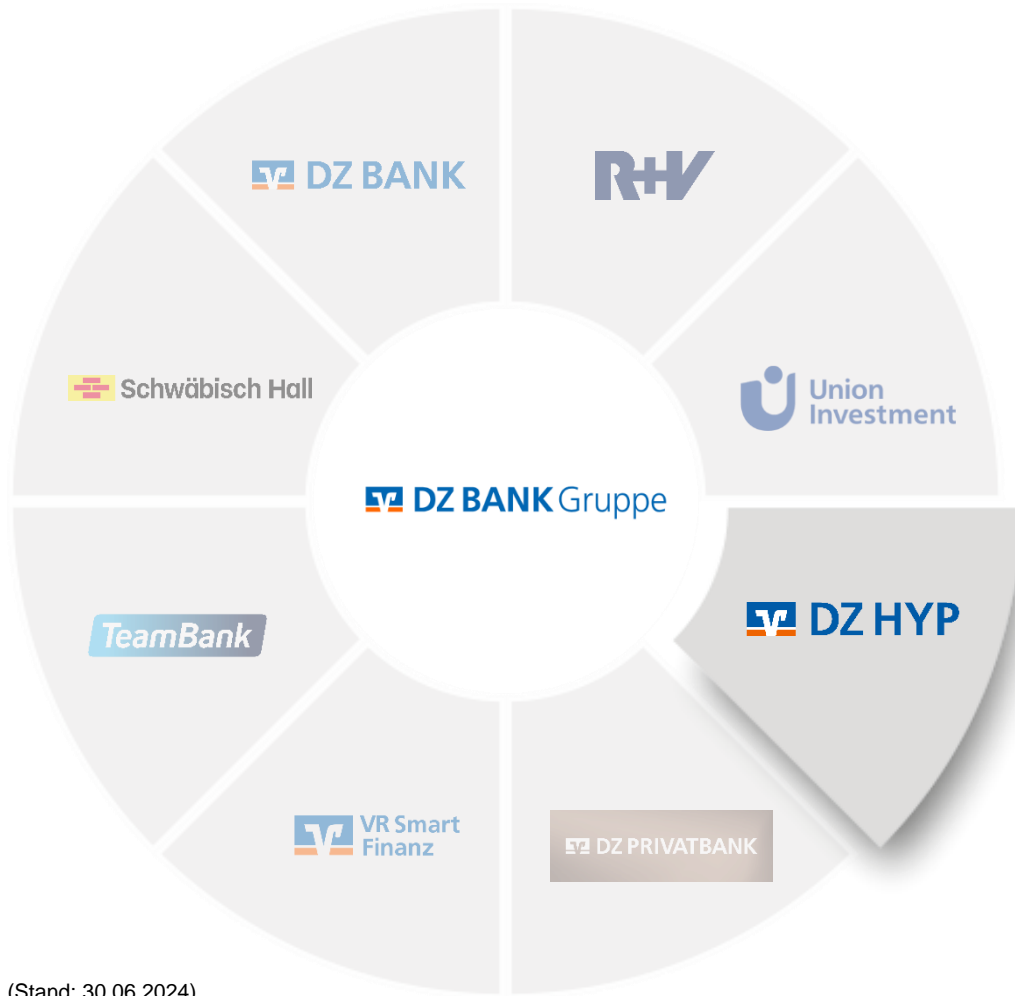 DZ BANK
R+V
Schwäbisch Hall
Union
Investment
DZ BANK Gruppe
DZ HYP
TeamBank
VR Smart
Finanz
DZ PRIVATBANK
(Stand: 30.06.2024)